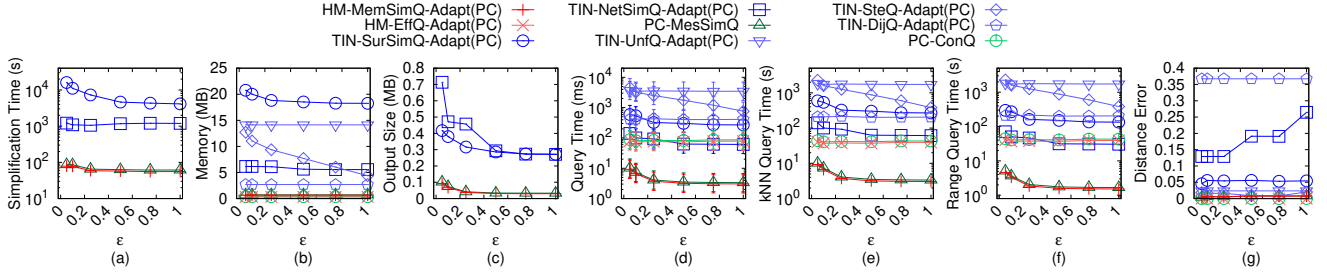 HM-MemSimQ-Adapt(PC)
HM-EffQ-Adapt(PC)
TIN-SurSimQ-Adapt(PC)
TIN-NetSimQ-Adapt(PC)
PC-MesSimQ
TIN-UnfQ-Adapt(PC)
TIN-SteQ-Adapt(PC)
TIN-DijQ-Adapt(PC)
PC-ConQ
Simplification Time (s)
10^4
10^3
10^2
10^1
0.2 0.4 0.6 0.8 1
ε
(a)
Memory (MB)
25
20
15
10
5
0
0.2 0.4 0.6 0.8 1
ε
(b)
Output Size (MB)
0.8
0.7
0.6
0.5
0.4
0.3
0.2
0.1
0
0.2 0.4 0.6 0.8 1
ε
(c)
Query Time (ms)
10^4
10^3
10^2
10^1
10^0
0.2 0.4 0.6 0.8 1
ε
(d)
kNN Query Time (s)
10^3
10^2
10^1
10^0
0.2 0.4 0.6 0.8 1
ε
(e)
Range Query Time (s)
10^3
10^2
10^1
10^0
0.2 0.4 0.6 0.8 1
ε
(f)
Distance Error
0.4
0.35
0.3
0.25
0.2
0.15
0.1
0.05
0
0.2 0.4 0.6 0.8 1
ε
(g)